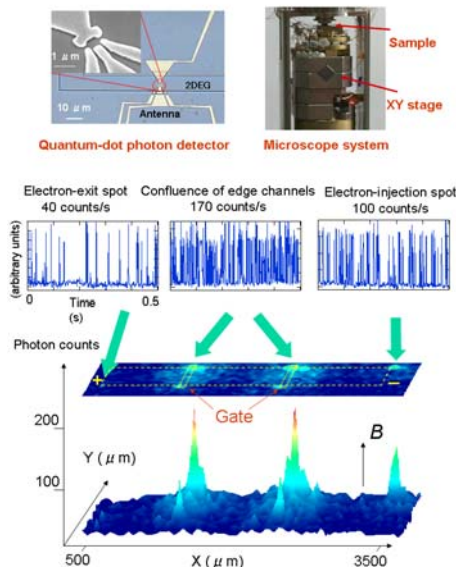 1 μm
2DEG
10 μm
Antenna
Sample
XY stage
Quantum-dot photon detector
Microscope system
Electron-exit spot
40 counts/s
Confluence of edge channels
170 counts/s
Electron-injection spot
100 counts/s
(arbitrary units)
0
Time
(s)
0.5
Photon counts
+
−
Gate
200
100
Y (μm)
B
500
X (μm)
3500